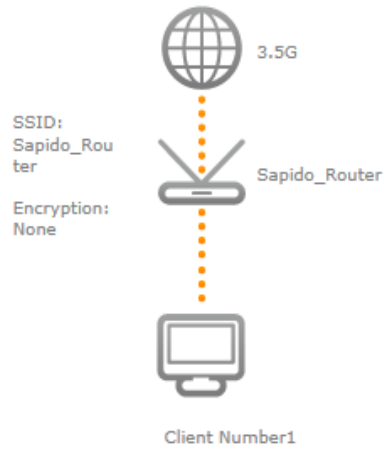 3.5G
SSID:
Sapido_Rou
ter
Sapido_Router
Encryption:
None
Client Number1